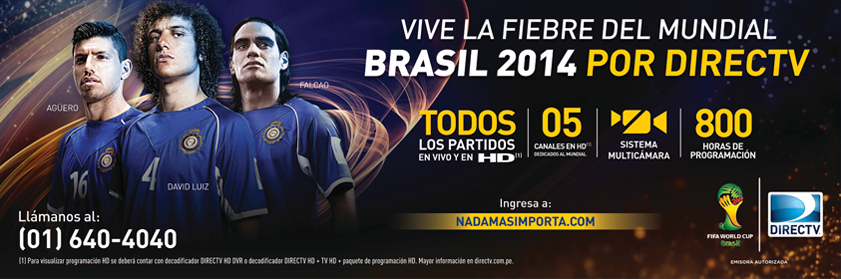 VIVE LA FIEBRE DEL MUNDIAL
BRASIL 2014 POR DIRECTV
AGÜERO
DAVID LUIZ
FALCAO
16
4
TODOS
LOS PARTIDOS
EN VIVO Y EN HD(1)
05
CANALES EN HD(1)
DEDICADOS AL MUNDIAL
SISTEMA
MULTICÁMARA
800
HORAS DE
PROGRAMACIÓN
Ingresa a:
NADAMASIMPORTA.COM
Llámanos al:
(01) 640-4040
FIFA WORLD CUP
Brasil
DIRECTV
EMISORA AUTORIZADA
(1) Para visualizar programación HD se deberá contar con decodificador DIRECTV HD DVR o decodificador DIRECTV HD + TV HD + paquete de programación HD. Mayor información en directv.com.pe.